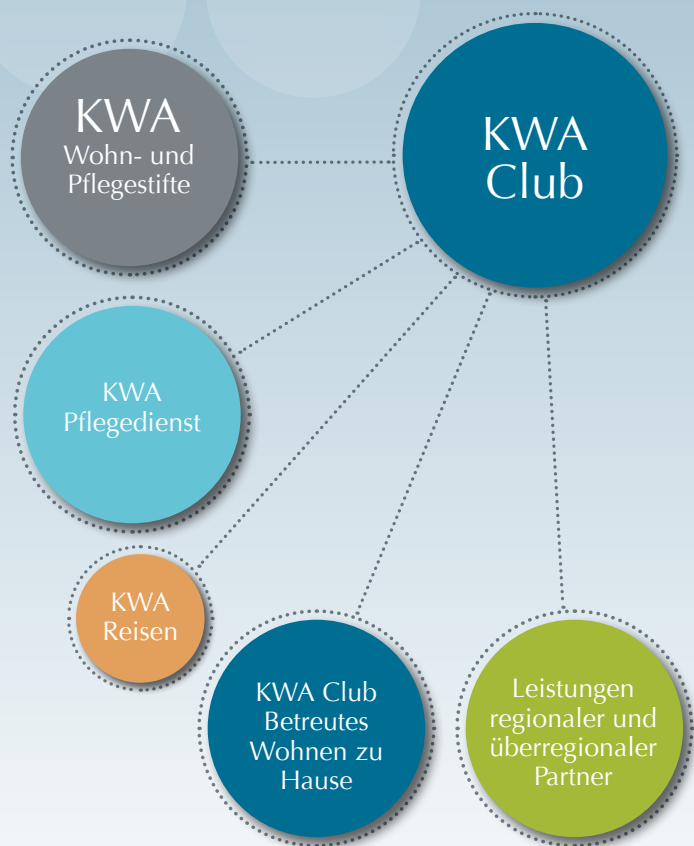 KWA
Wohn- und
Pflegestifte
KWA
Club
KWA
Pflegedienst
KWA
Reisen
KWA Club
Betreutes
Wohnen zu
Hause
Leistungen
regionaler und
überregionaler
Partner